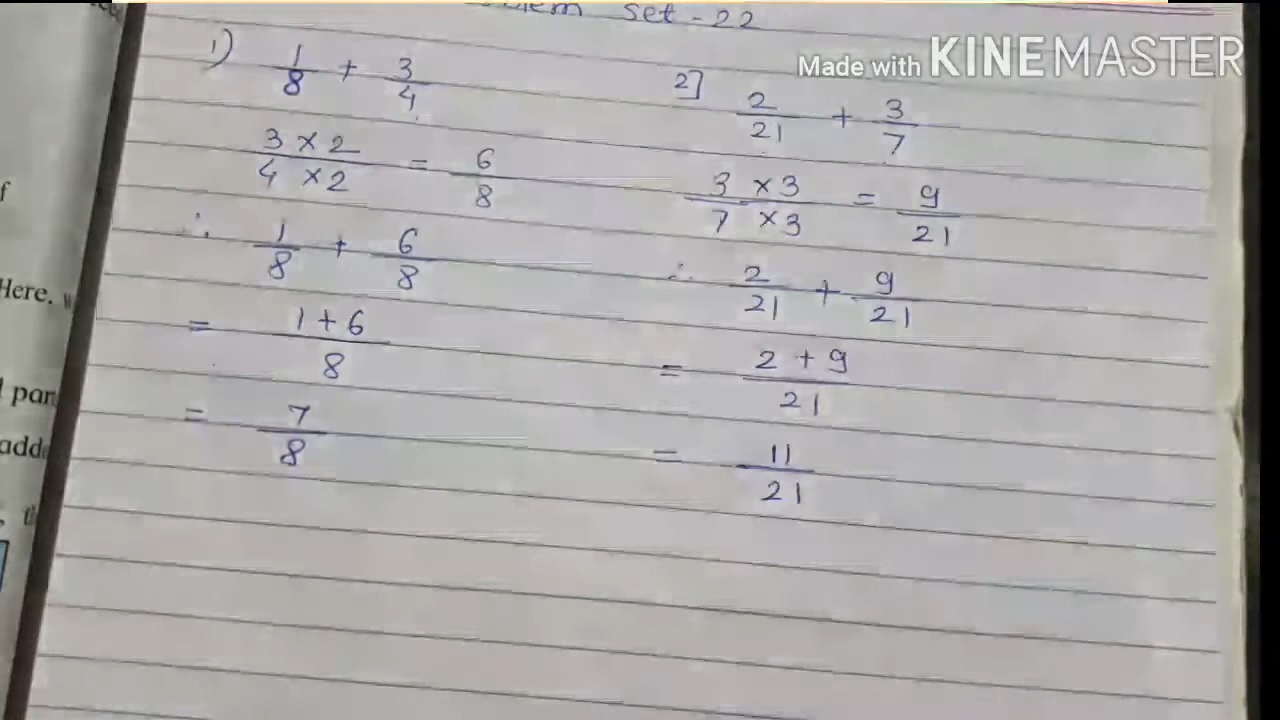 Set - 22
Made with KINEMASTER
1) 1/8 + 3/4
3 × 2 / 4 × 2 = 6/8
∴ 1/8 + 6/8
= 1 + 6 / 8
= 7/8
2] 2/21 + 3/7
3 × 3 / 7 × 3 = 9/21
∴ 2/21 + 9/21
= 2 + 9 / 21
= 11/21
f
Here.